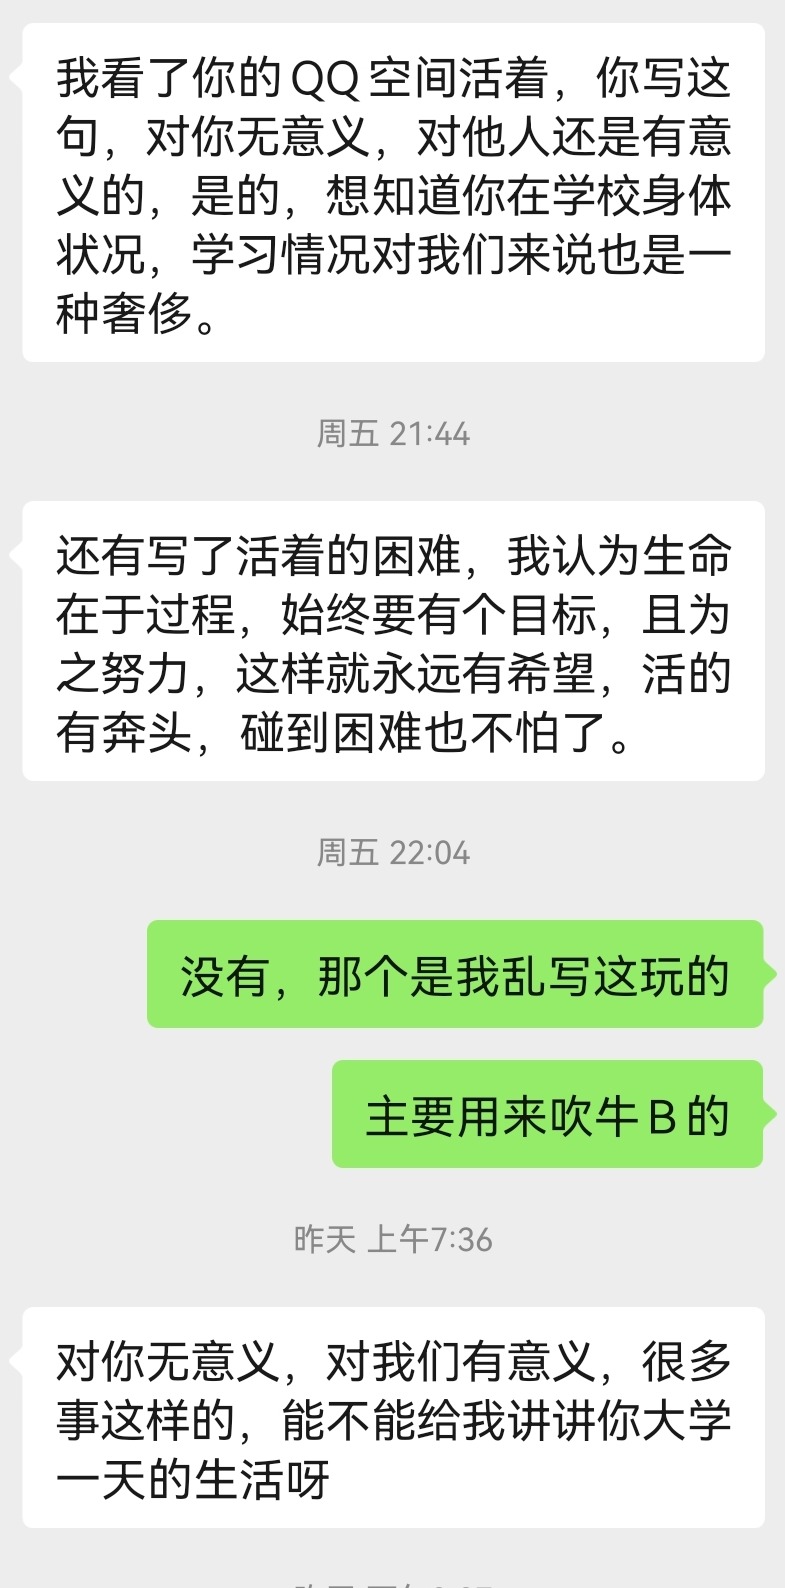 我看了你的QQ空间活着，你写这
句，对你无意义，对他人还是有意
义的，是的，想知道你在学校身体
状况，学习情况对我们来说也是一
种奢侈。
周五 21:44
还有写了活着的困难，我认为生命
在于过程，始终要有个目标，且为
之努力，这样就永远有希望，活的
有奔头，碰到困难也不怕了。
周五 22:04
没有，那个是我乱写这玩的
主要用来吹牛B的
昨天 上午7:36
对你无意义，对我们有意义，很多
事这样的，能不能给我讲讲你大学
一天的生活呀